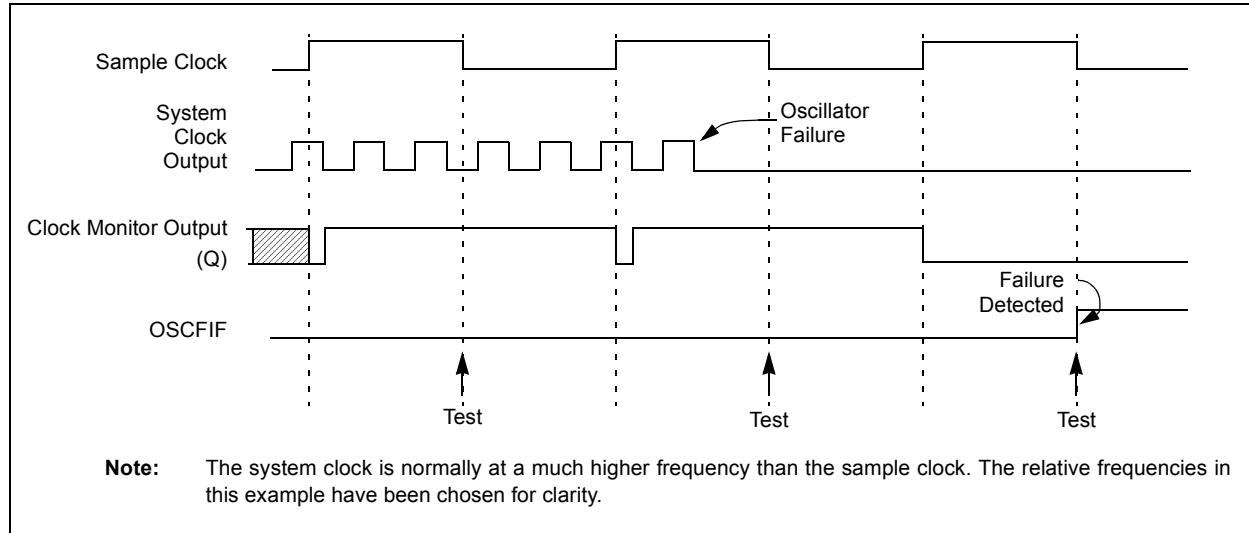 Sample Clock
System
Clock
Output
Oscillator
Failure
Clock Monitor Output
(Q)
Failure
Detected
OSCFIF
Test
Test
Test
Note: The system clock is normally at a much higher frequency than the sample clock. The relative frequencies in
this example have been chosen for clarity.